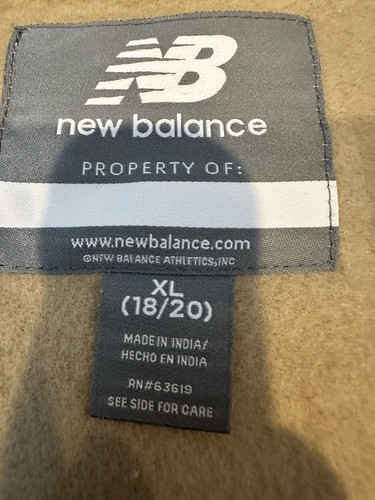 NB
new balance
PROPERTY OF:
www.newbalance.com
©NEW BALANCE ATHLETICS, INC
XL
(18/20)
MADE IN INDIA/
HECHO EN INDIA
RN#63619
SEE SIDE FOR CARE